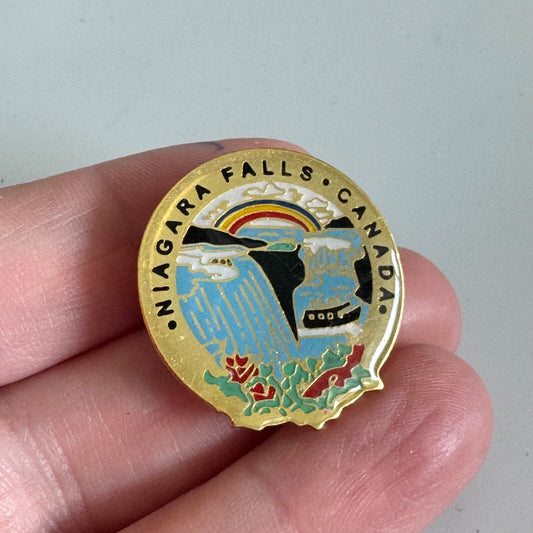 • NIAGARA FALLS • CANADA •